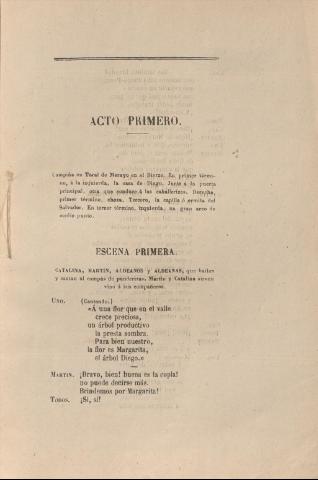 ACTO PRIMERO.
Campiña en Toral de Merayo en el Bierzo. En primer térmi-
no, á la izquierda, la casa de Diego. Junto á la puerta
principal, otra que conduce á las caballerizas. Derecha,
primer término, choza. Tercero, la capilla ó ermita del
Salvador. En tercer término, izquierda, un gran arco de
medio punto.
ESCENA PRIMERA.
CATALINA, MARTIN, ALDEANOS y ALDEANAS, que bailan
y cantan al compás de panderetas. Martin y Catalina sirven
vino á sus compañeros.
UNO. (Cantando.)
«Á una flor que en el valle
crece preciosa,
un árbol productivo
la presta sombra.
Para bien nuestro,
la flor es Margarita,
el árbol Diego.»
MARTIN. ¡Bravo, bien! buena es la copla!
no puede decirse más.
Brindemos por Margarita!
TODOS. ¡Sí, sí!